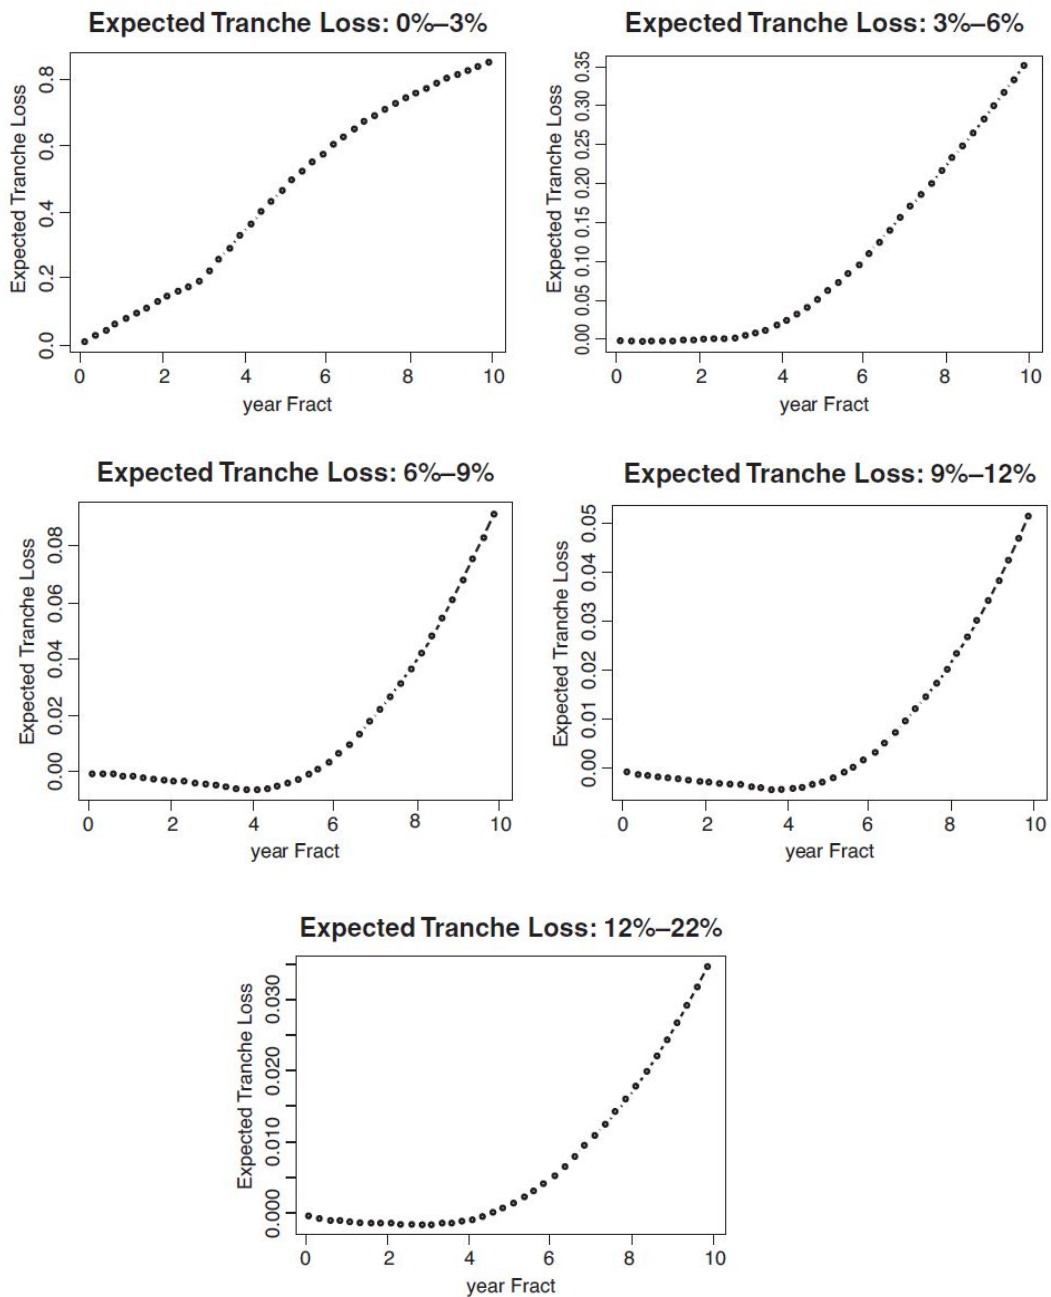 Expected Tranche Loss: 0%–3%
Expected Tranche Loss
0.0 0.2 0.4 0.6 0.8
0 2 4 6 8 10
year Fract
Expected Tranche Loss: 3%–6%
Expected Tranche Loss
0.00 0.05 0.10 0.15 0.20 0.25 0.30 0.35
0 2 4 6 8 10
year Fract
Expected Tranche Loss: 6%–9%
Expected Tranche Loss
0.00 0.02 0.04 0.06 0.08
0 2 4 6 8 10
year Fract
Expected Tranche Loss: 9%–12%
Expected Tranche Loss
0.00 0.01 0.02 0.03 0.04 0.05
0 2 4 6 8 10
year Fract
Expected Tranche Loss: 12%–22%
Expected Tranche Loss
0.000 0.010 0.020 0.030
0 2 4 6 8 10
year Fract